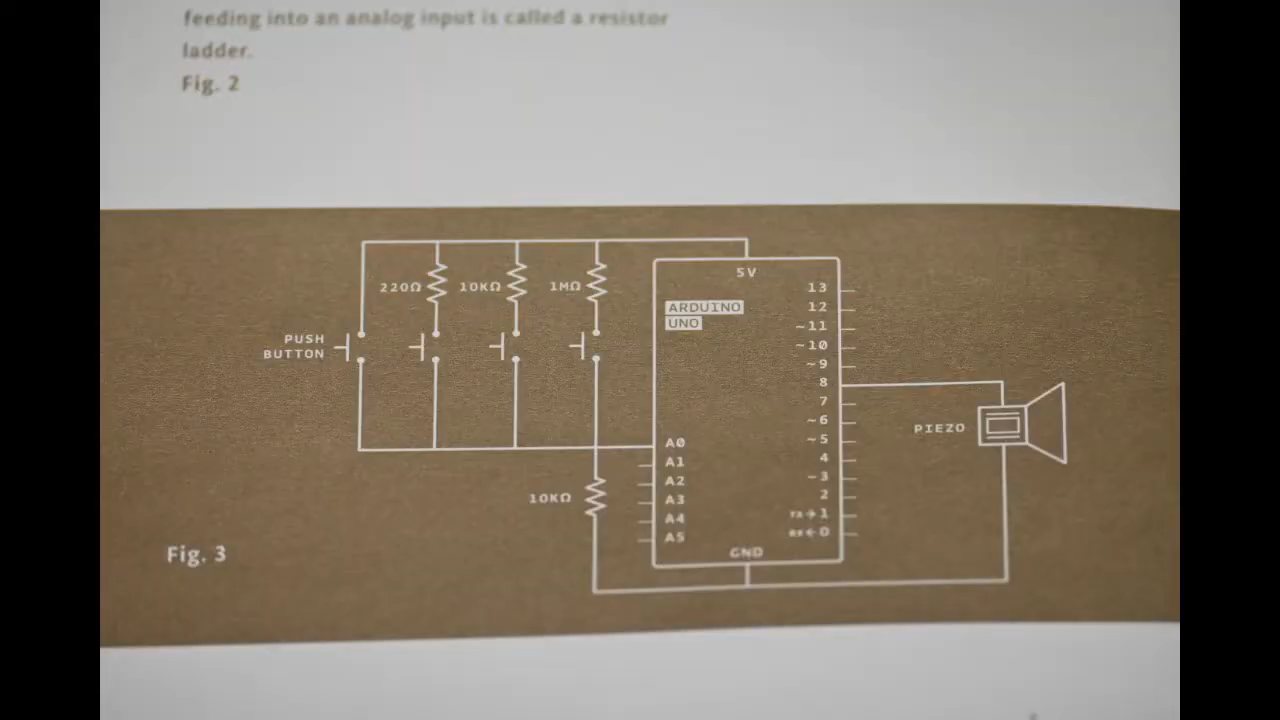 feeding into an analog input is called a resistor
ladder.
Fig. 2
5V
220Ω 10KΩ 1MΩ
ARDUINO
UNO
PUSH
BUTTON
13
12
~11
~10
~9
8
7
~6
~5
4
~3
2
TX→1
RX←0
PIEZO
A0
A1
A2
A3
A4
A5
10KΩ
GND
Fig. 3